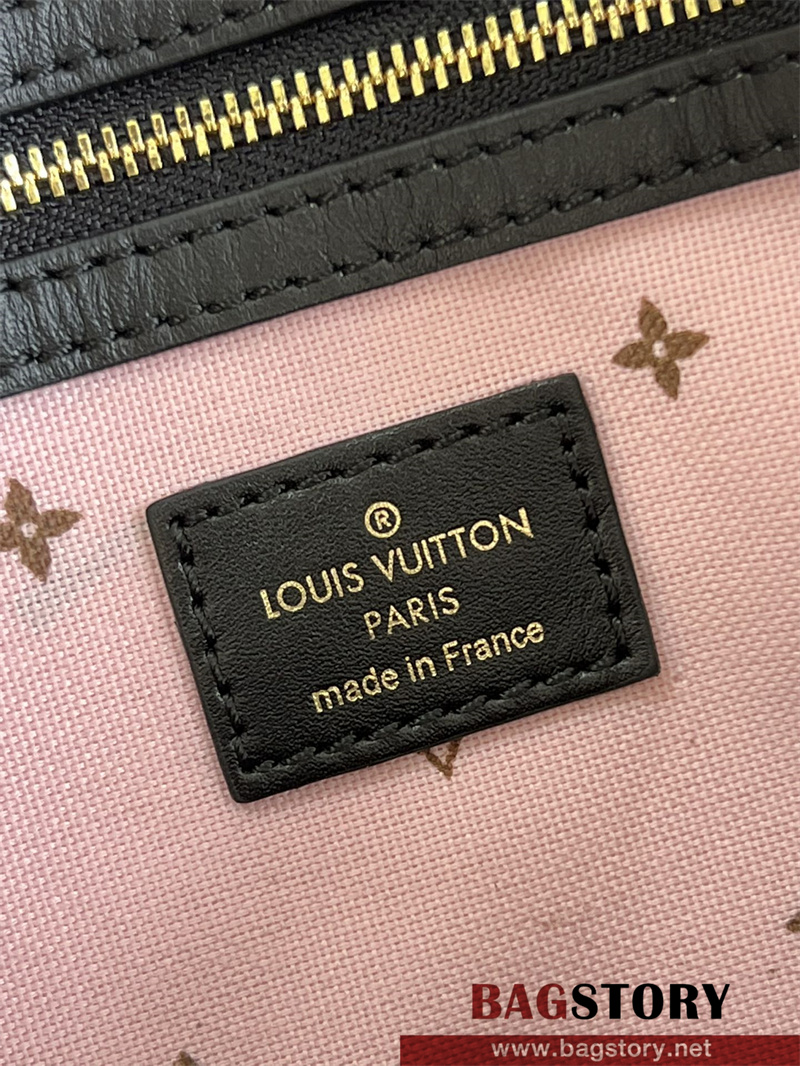 ®
LOUIS VUITTON
PARIS
made in France
BAGSTORY
www.bagstory.net